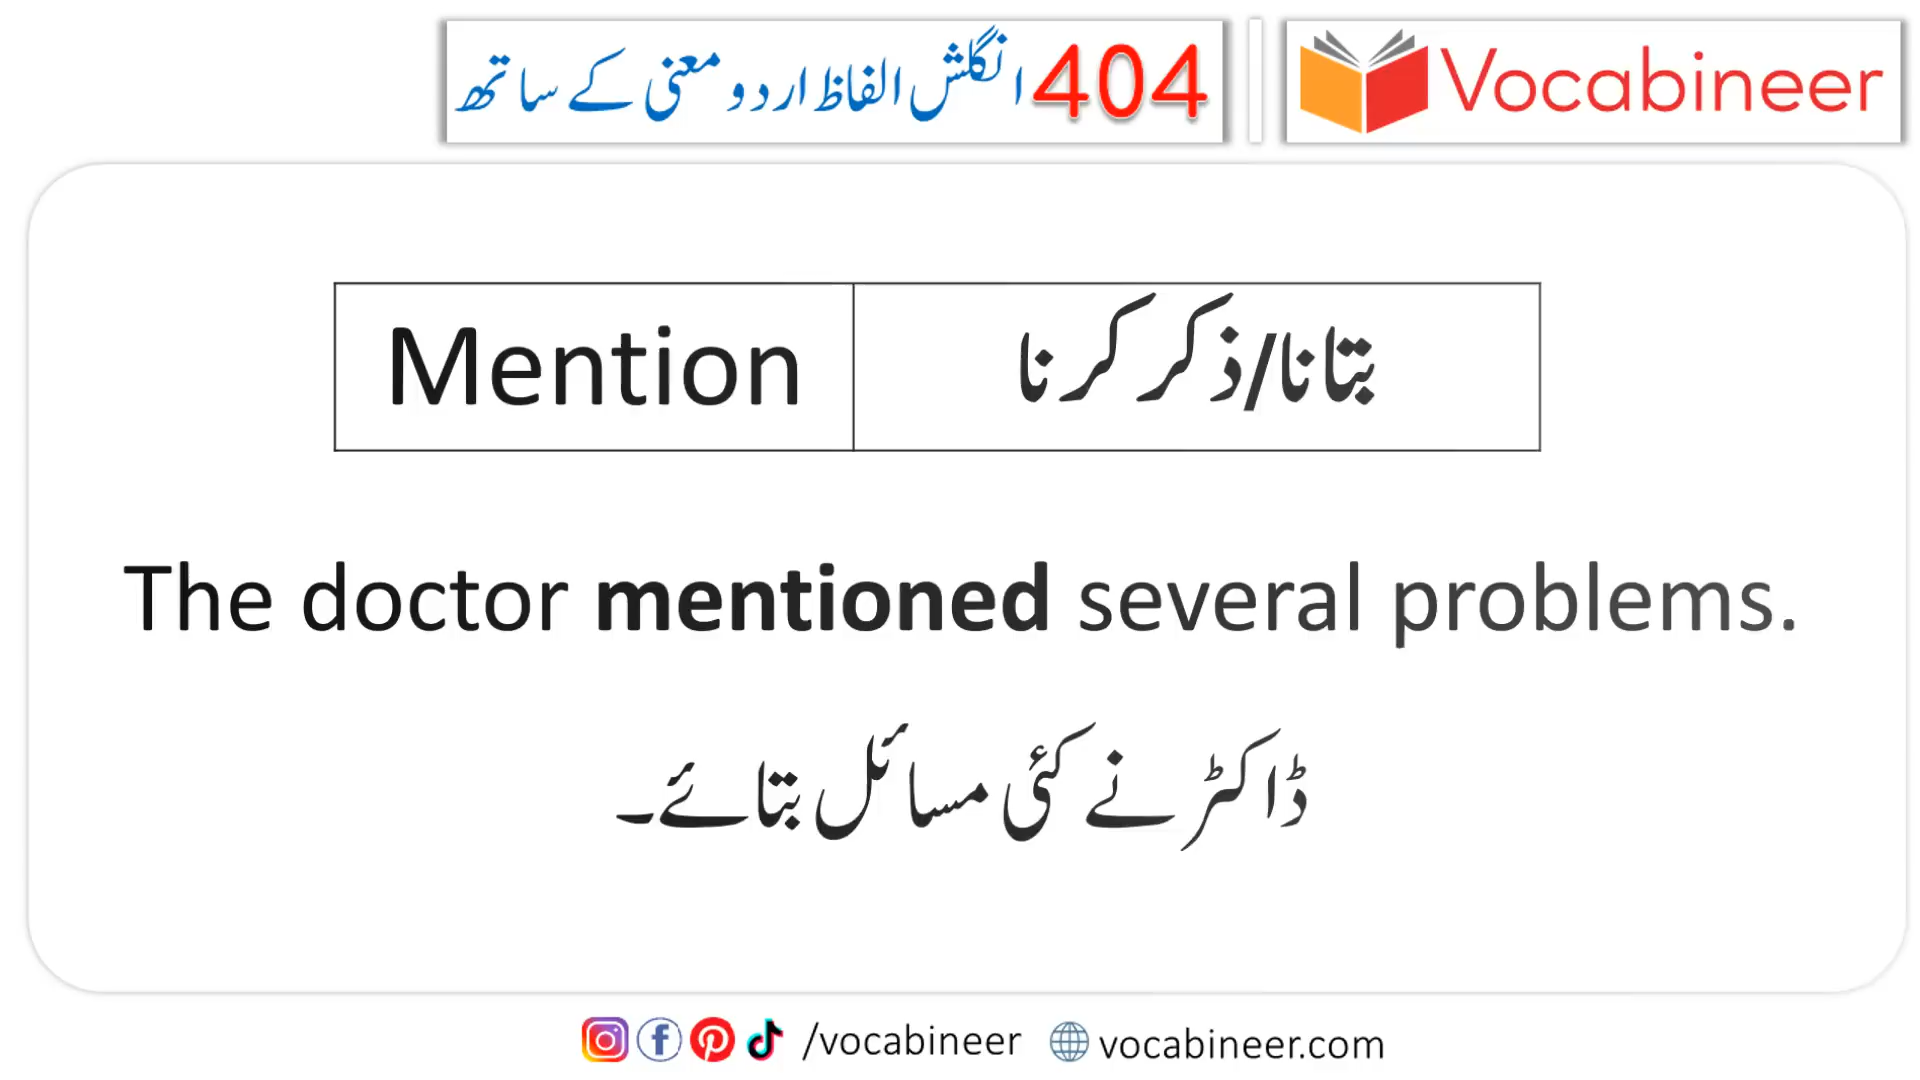 404 انگلش الفاظ اردو معنی کے ساتھ
Vocabineer
Mention
بتانا/ذکر کرنا
The doctor mentioned several problems.
ڈاکٹر نے کئی مسائل بتائے۔
/vocabineer
vocabineer.com